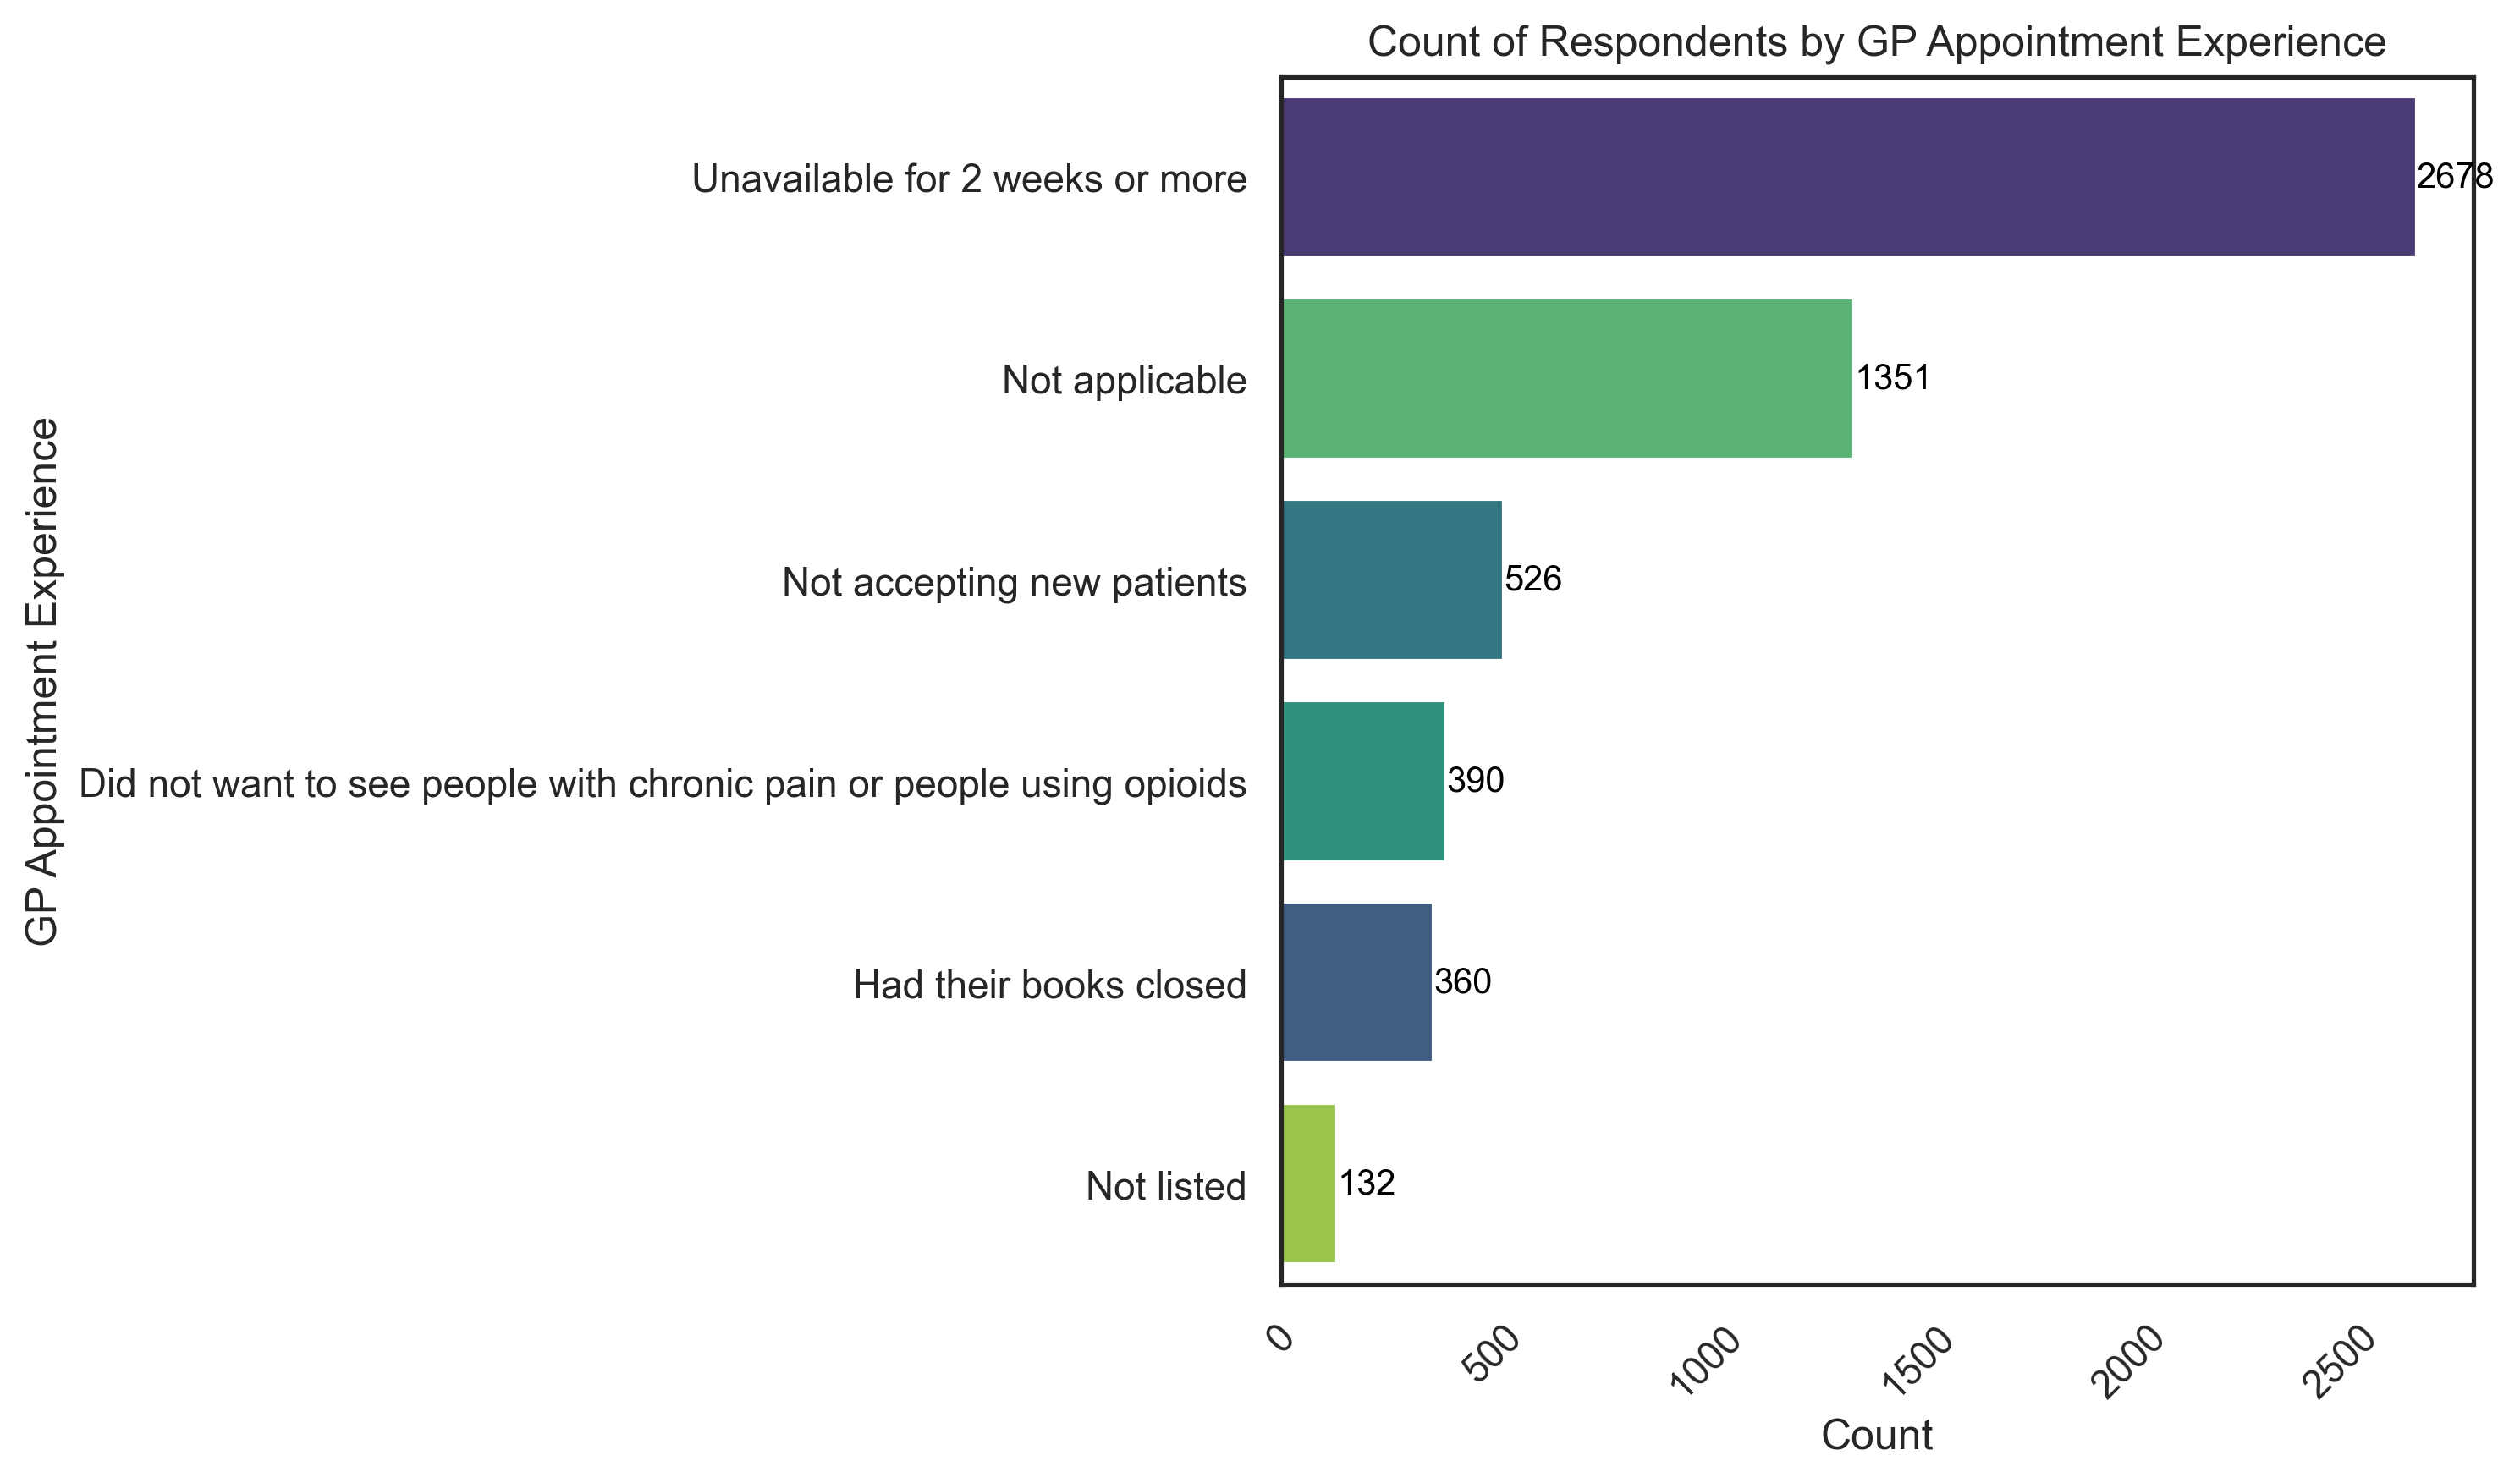 Count of Respondents by GP Appointment Experience
GP Appointment Experience
Unavailable for 2 weeks or more
2678
Not applicable
1351
Not accepting new patients
526
Did not want to see people with chronic pain or people using opioids
390
Had their books closed
360
Not listed
132
0
500
1000
1500
2000
2500
Count